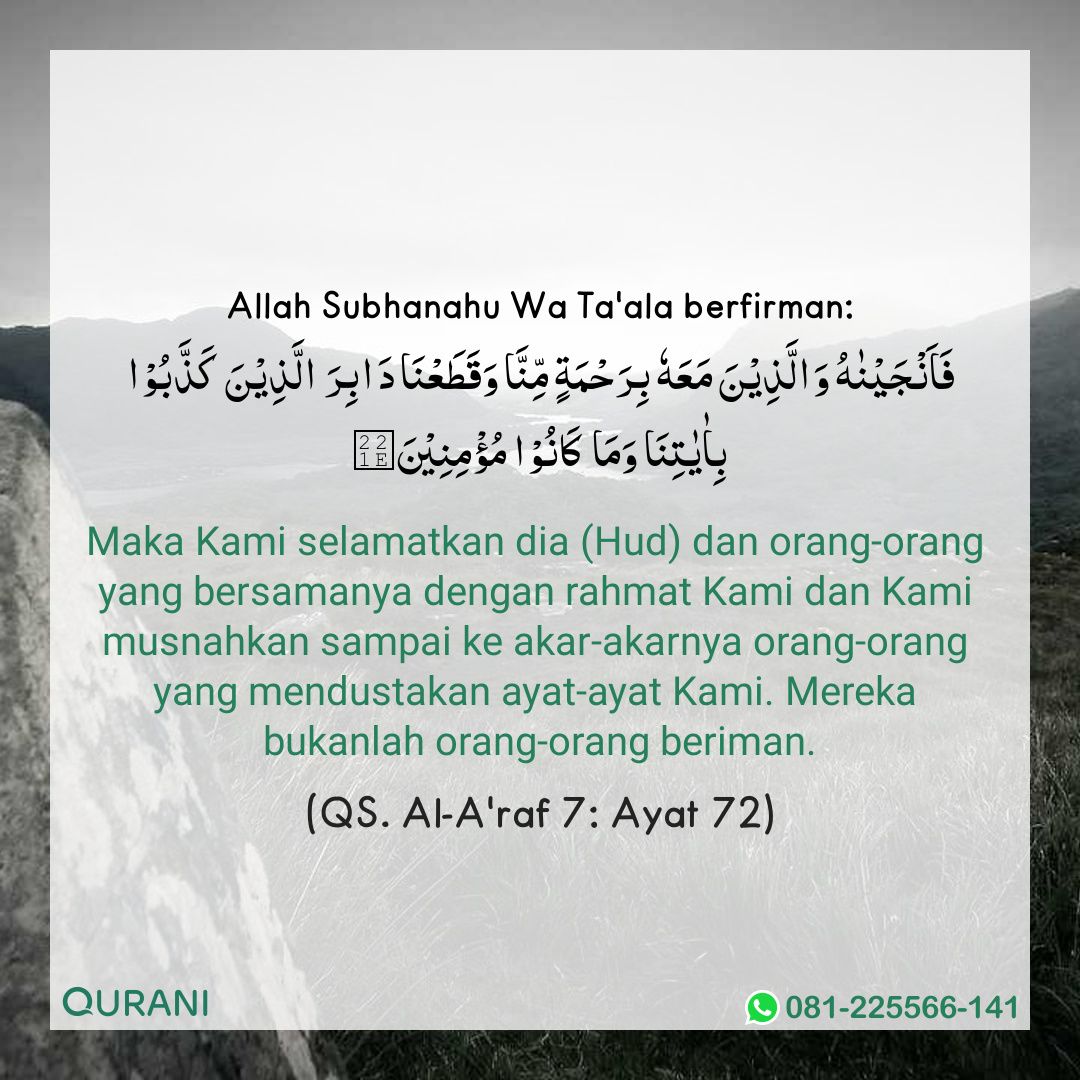 Allah Subhanahu Wa Ta'ala berfirman:
فَاَنْجَيْنٰهُ وَالَّذِيْنَ مَعَهٗ بِرَحْمَةٍ مِّنَّا وَقَطَعْنَا دَابِرَ الَّذِيْنَ كَذَّبُوْا
بِاٰيٰتِنَا وَمَا كَانُوْا مُؤْمِنِيْنَ∞
Maka Kami selamatkan dia (Hud) dan orang-orang
yang bersamanya dengan rahmat Kami dan Kami
musnahkan sampai ke akar-akarnya orang-orang
yang mendustakan ayat-ayat Kami. Mereka
bukanlah orang-orang beriman.
(QS. Al-A'raf 7: Ayat 72)
QURANI
081-225566-141